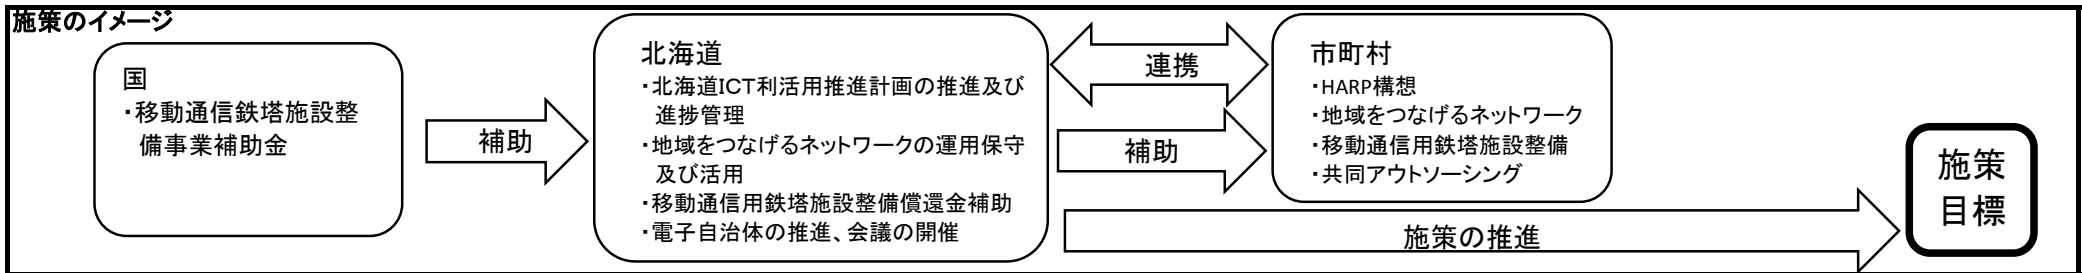 施策のイメージ
国
・移動通信鉄塔施設整
備事業補助金
補助
北海道
・北海道ICT利活用推進計画の推進及び
進捗管理
・地域をつなげるネットワークの運用保守
及び活用
・移動通信用鉄塔施設整備償還金補助
・電子自治体の推進、会議の開催
連携
補助
市町村
・HARP構想
・地域をつなげるネットワーク
・移動通信用鉄塔施設整備
・共同アウトソーシング
施策の推進
施策
目標